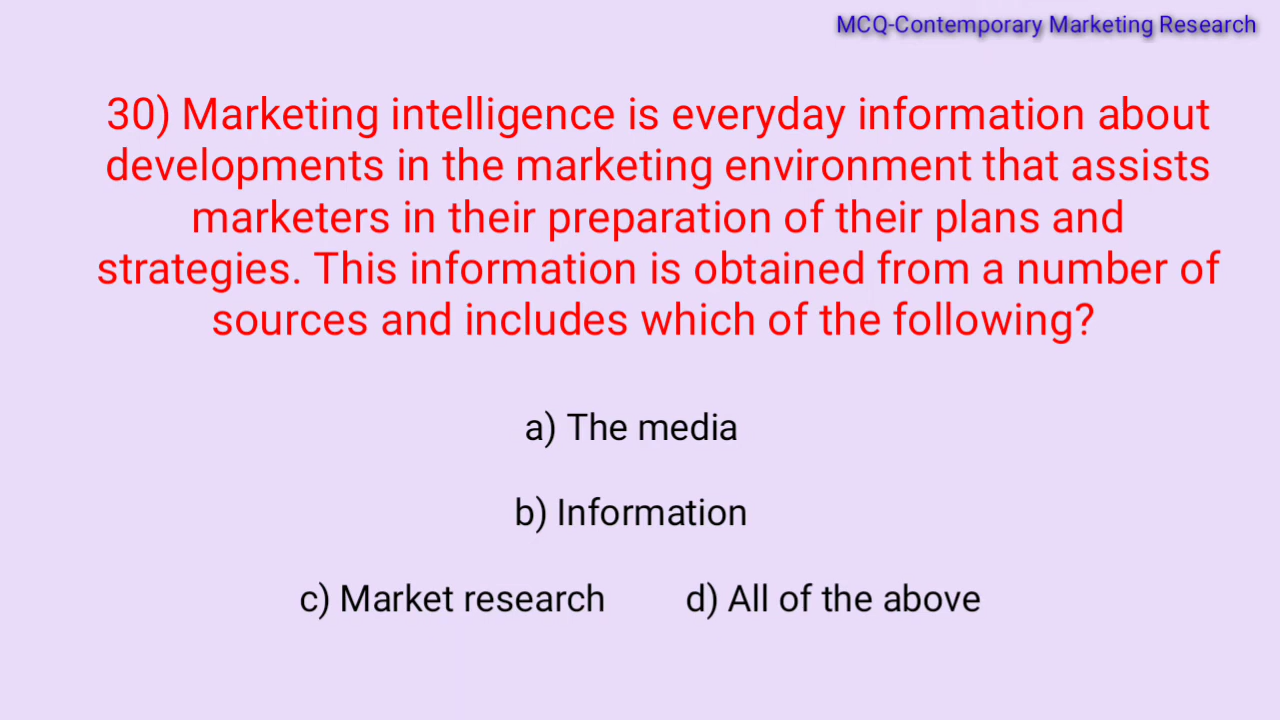 MCQ-Contemporary Marketing Research
30) Marketing intelligence is everyday information about
developments in the marketing environment that assists
marketers in their preparation of their plans and
strategies. This information is obtained from a number of
sources and includes which of the following?
a) The media
b) Information
c) Market research d) All of the above